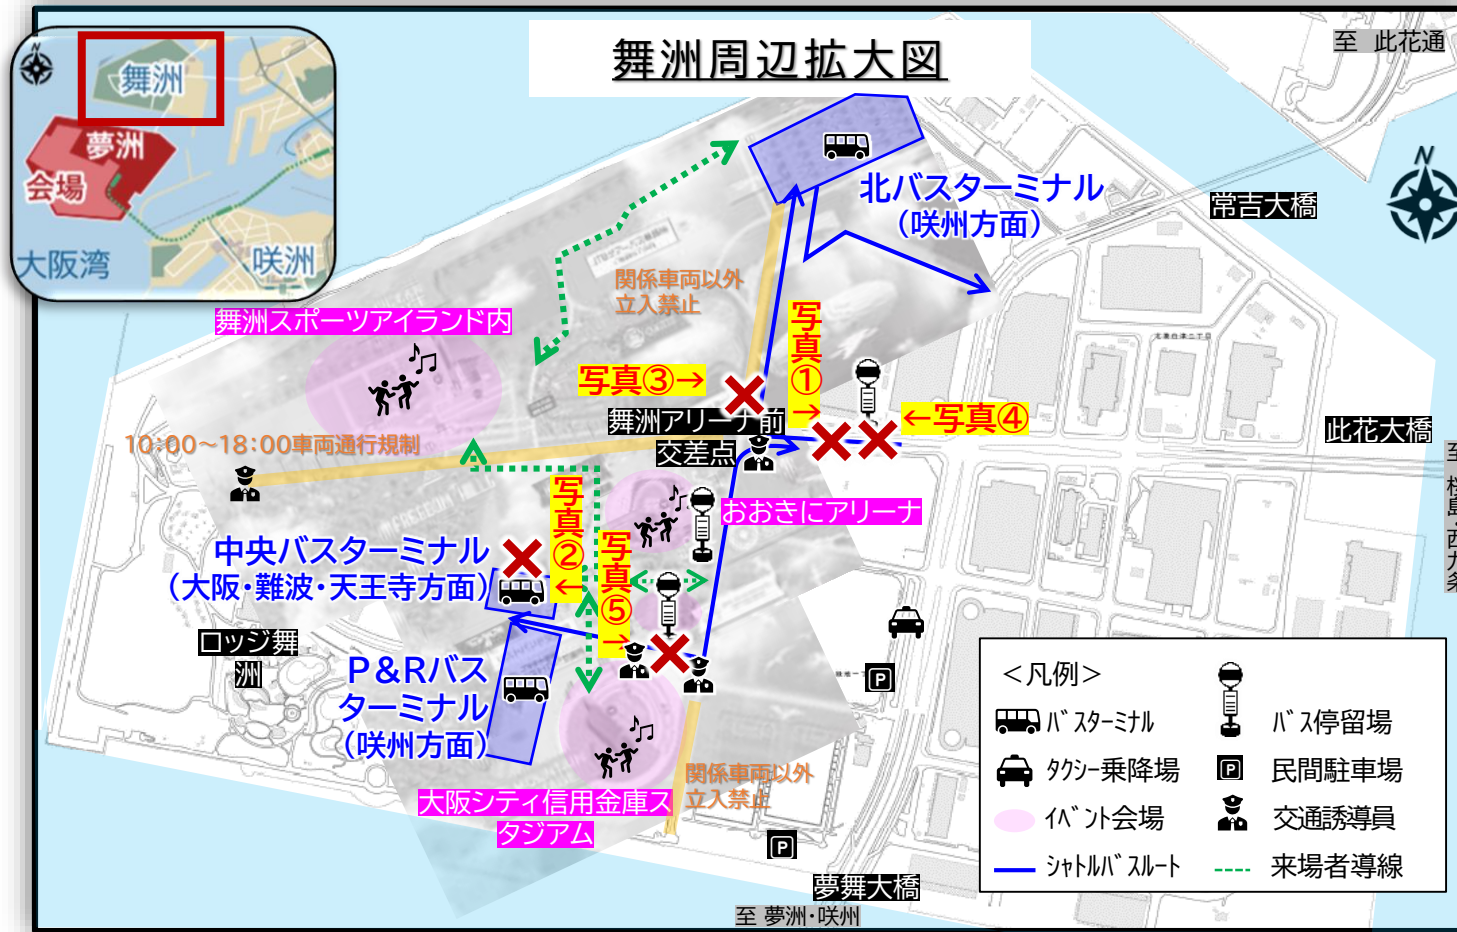 舞洲周辺拡大図
至 此花通
N
舞洲
夢洲
会場
大阪湾
咲洲
N
北バスターミナル
（咲州方面）
常吉大橋
関係車両以外
立入禁止
舞洲スポーツアイランド内
写真①→
写真③→
←写真④
舞洲アリーナ前
交差点
此花大橋
至 桜島・西九条
10:00～18:00車両通行規制
おおきにアリーナ
写真②←
写真⑤→
中央バスターミナル
（大阪・難波・天王寺方面）
ロッジ舞
洲
P&Rバス
ターミナル
（咲州方面）
関係車両以外
立入禁止
大阪シティ信用金庫ス
タジアム
P
P
夢舞大橋
至 夢洲・咲州
＜凡例＞
バスターミナル
バス停留場
タクシー乗降場
P
民間駐車場
イベント会場
交通誘導員
シャトルバスルート
来場者導線